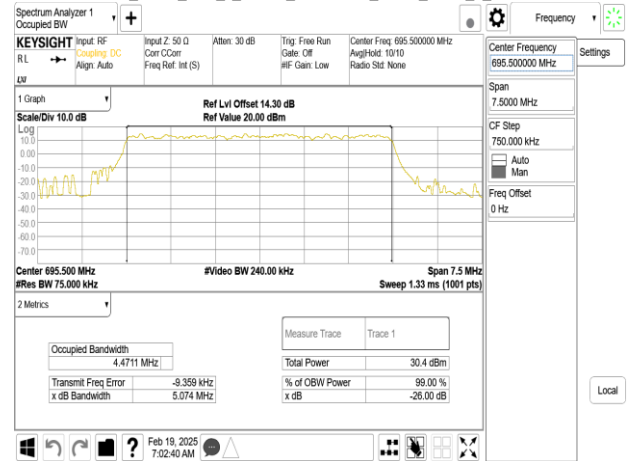 Spectrum Analyzer 1
Occupied BW
Frequency
KEYSIGHT
RL
LXI
Input: RF
Coupling: DC
Align: Auto
Input Z: 50 Ω
Corr CCorr
Freq Ref: Int (S)
Atten: 30 dB
Trig: Free Run
Gate: Off
#IF Gain: Low
Center Freq: 695.500000 MHz
Avg|Hold: 10/10
Radio Std: None
Center Frequency
695.500000 MHz
Settings
Span
7.5000 MHz
CF Step
750.000 kHz
Auto
Man
Freq Offset
0 Hz
Local
1 Graph
Scale/Div 10.0 dB
Ref Lvl Offset 14.30 dB
Ref Value 20.00 dBm
Log
10.0
0.00
-10.0
-20.0
-30.0
-40.0
-50.0
-60.0
-70.0
Center 695.500 MHz
#Res BW 75.000 kHz
#Video BW 240.00 kHz
Span 7.5 MHz
Sweep 1.33 ms (1001 pts)
2 Metrics
Measure Trace Trace 1
Occupied Bandwidth
4.4711 MHz
Total Power 30.4 dBm
Transmit Freq Error -9.359 kHz
% of OBW Power 99.00 %
x dB Bandwidth 5.074 MHz
x dB -26.00 dB
Feb 19, 2025
7:02:40 AM